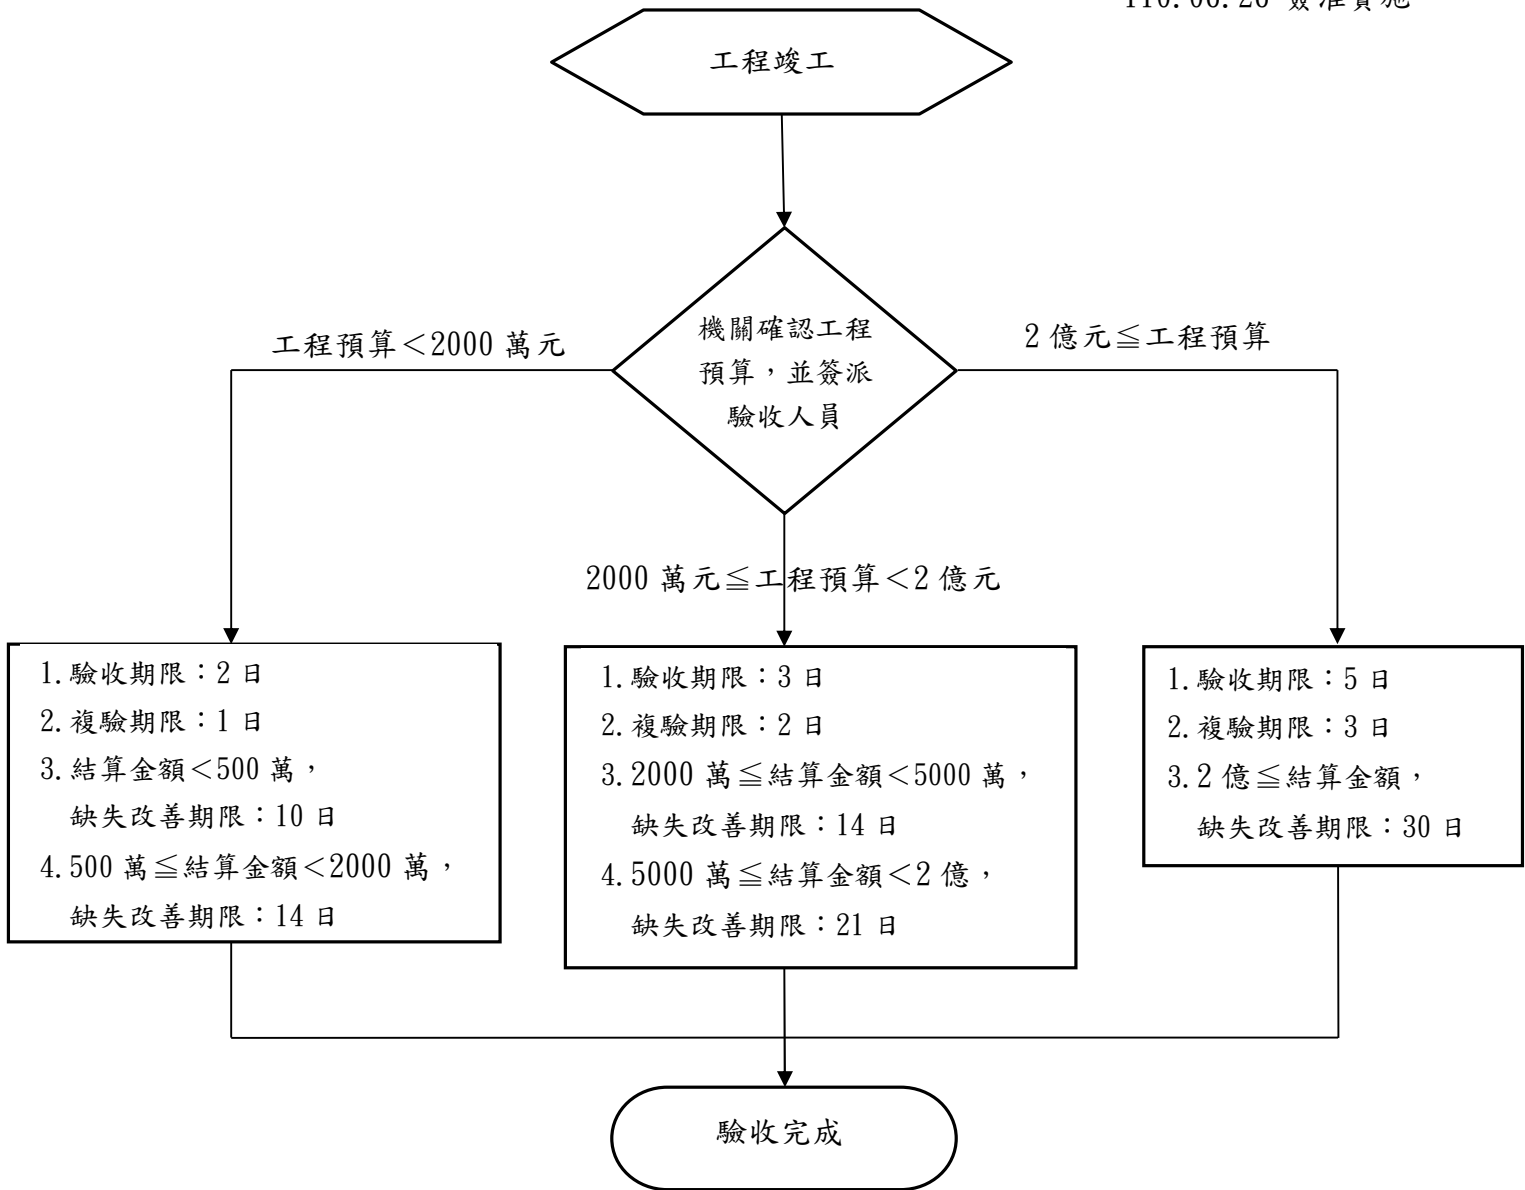 工程竣工
工程預算＜2000 萬元
機關確認工程
預算，並簽派
驗收人員
2 億元≦工程預算
2000 萬元≦工程預算＜2 億元
1.驗收期限：2 日
2.複驗期限：1 日
3.結算金額＜500 萬，
缺失改善期限：10 日
4.500 萬≦結算金額＜2000 萬，
缺失改善期限：14 日
1.驗收期限：3 日
2.複驗期限：2 日
3.2000 萬≦結算金額＜5000 萬，
缺失改善期限：14 日
4.5000 萬≦結算金額＜2 億，
缺失改善期限：21 日
1.驗收期限：5 日
2.複驗期限：3 日
3.2 億≦結算金額，
缺失改善期限：30 日
驗收完成